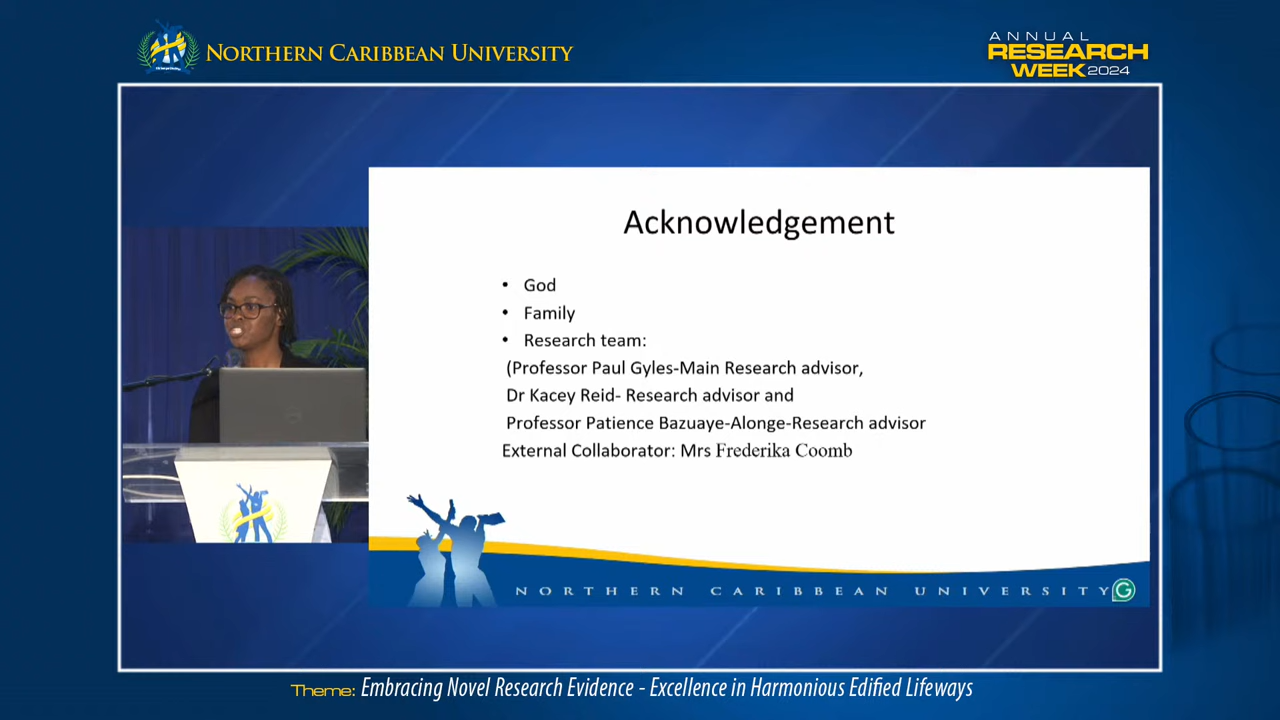 NORTHERN CARIBBEAN UNIVERSITY
ANNUAL
RESEARCH
WEEK 2024
Acknowledgement
• God
• Family
• Research team:
(Professor Paul Gyles-Main Research advisor,
Dr Kacey Reid- Research advisor and
Professor Patience Bazuaye-Alonge-Research advisor
External Collaborator: Mrs Frederika Coomb
NORTHERN CARIBBEAN UNIVERSITY
Theme: Embracing Novel Research Evidence - Excellence in Harmonious Edified Lifeways